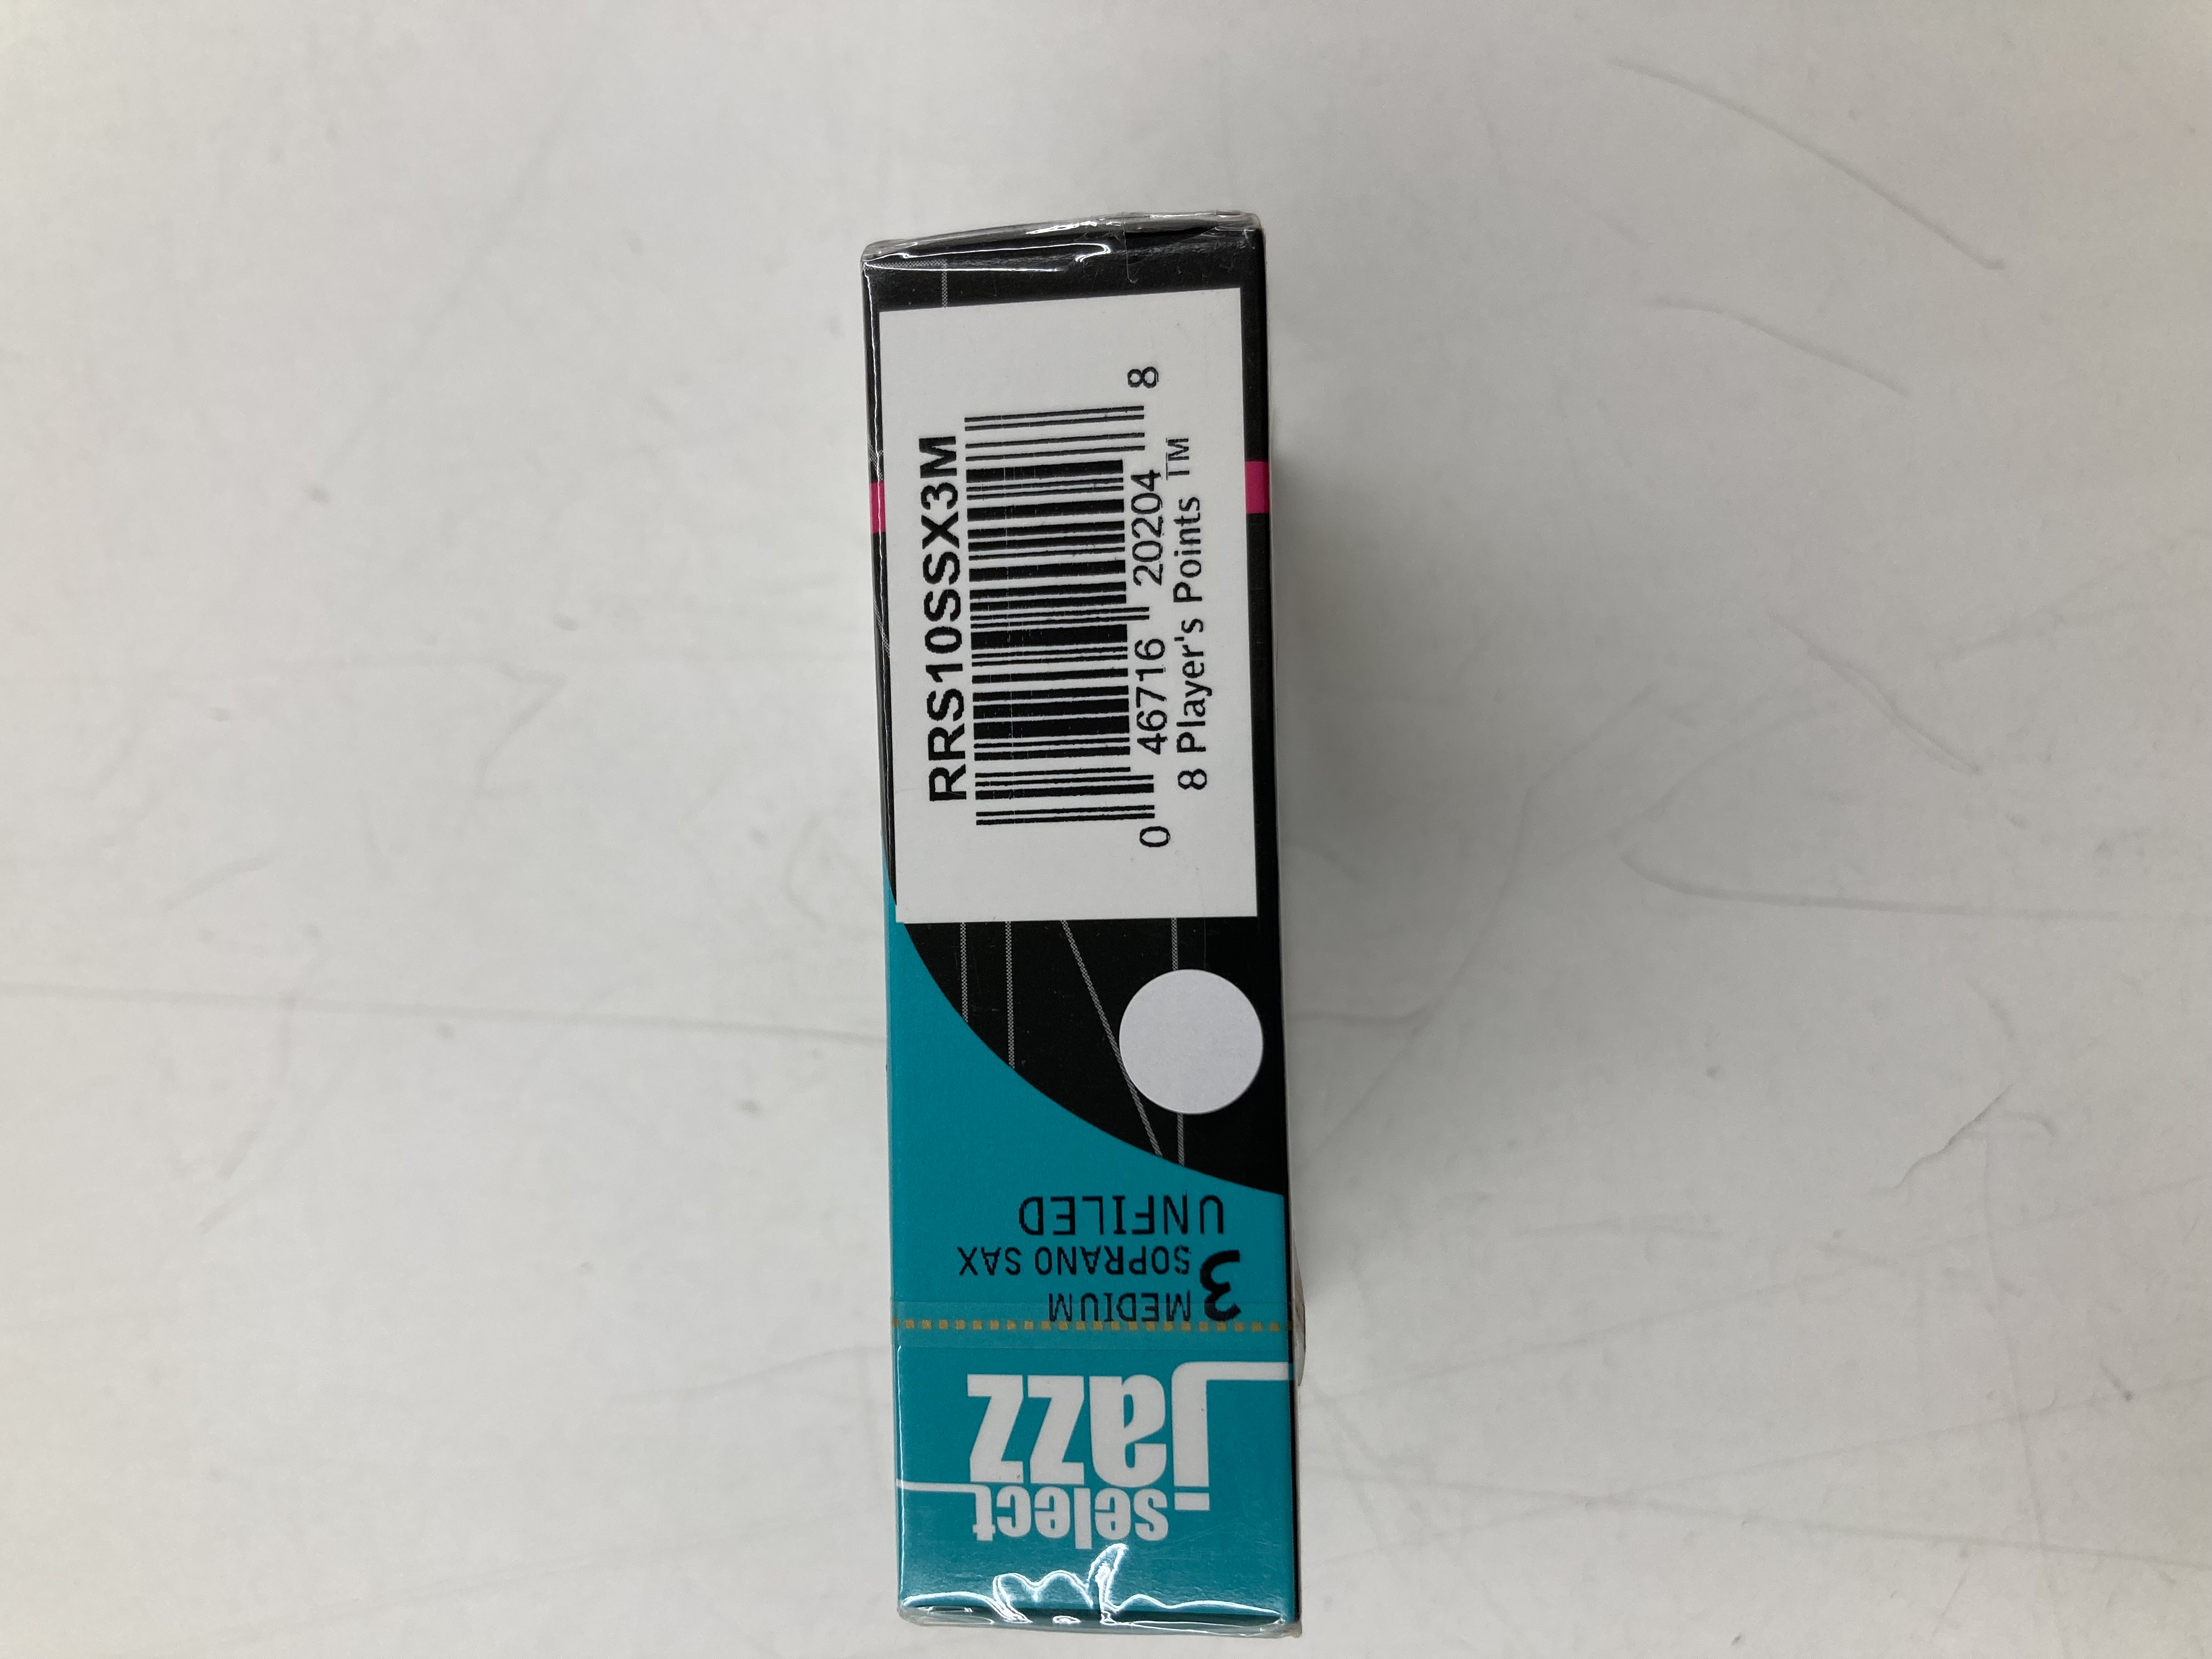 RRS10SSX3M
0 46716 20204 8
8 Player's Points TM
select
jazz
3 MEDIUM
SOPRANO SAX
UNFILED